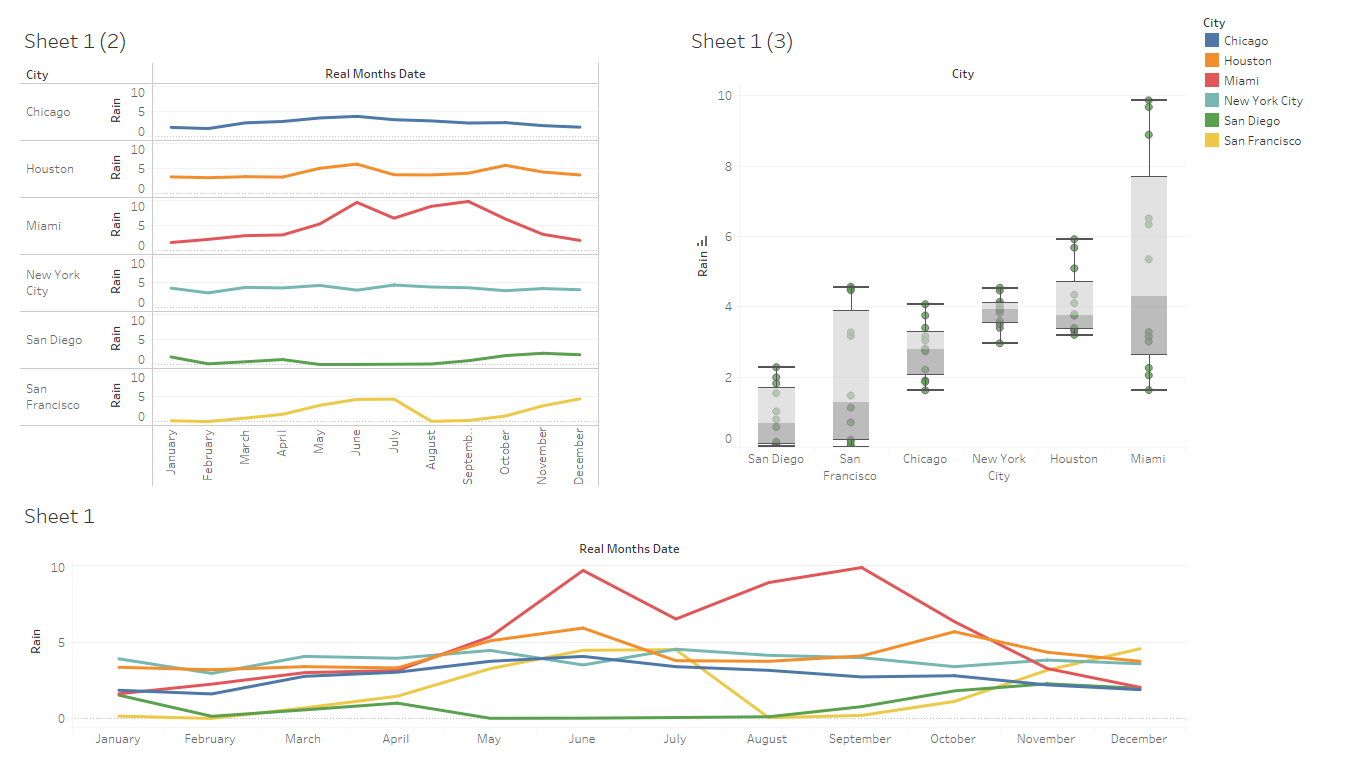 Sheet 1 (2)
City
Real Months Date
Chicago
Rain
10
5
0
Houston
Rain
10
5
0
Miami
Rain
10
5
0
New York
City
Rain
10
5
0
San Diego
Rain
10
5
0
San
Francisco
Rain
10
5
0
January
February
March
April
May
June
July
August
Septemb..
October
November
December
Sheet 1 (3)
City
Rain
10
8
6
4
2
0
San Diego
San
Francisco
Chicago
New York
City
Houston
Miami
City
Chicago
Houston
Miami
New York City
San Diego
San Francisco
Sheet 1
Real Months Date
Rain
10
5
0
January
February
March
April
May
June
July
August
September
October
November
December